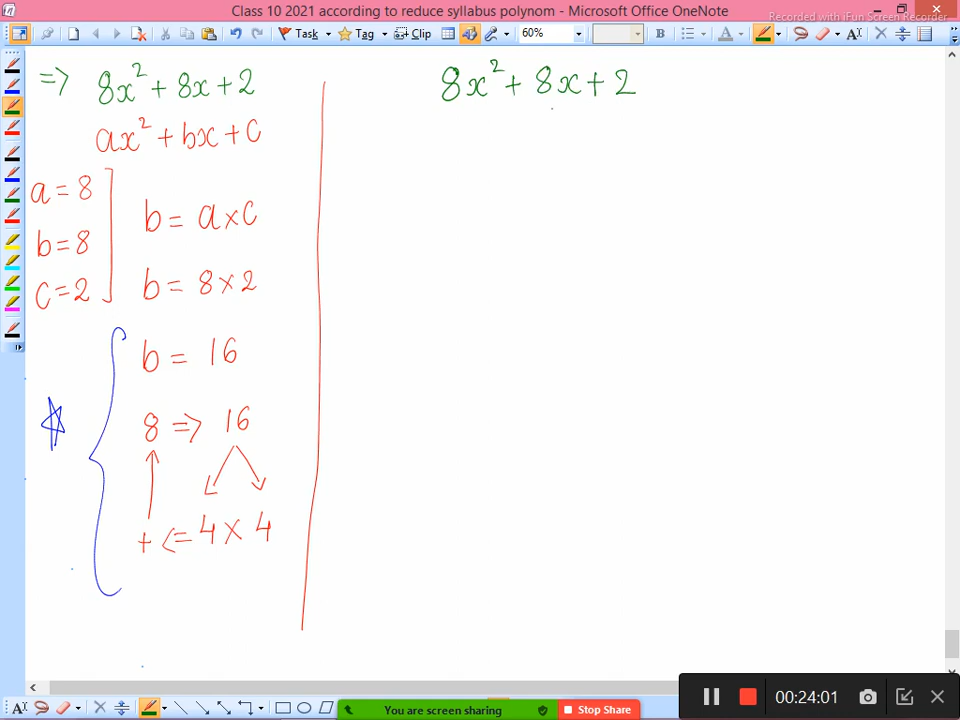 Class 10 2021 according to reduce syllabus polynom - Microsoft Office OneNote
Recorded with iFun Screen Recorder
Task Tag Clip 60% B A
=> 8x² + 8x + 2
ax² + bx + c
a = 8
b = 8
c = 2
b = a × c
b = 8 × 2
b = 16
8 => 16
+ <= 4 × 4
8x² + 8x + 2
00:24:01
You are screen sharing
Stop Share